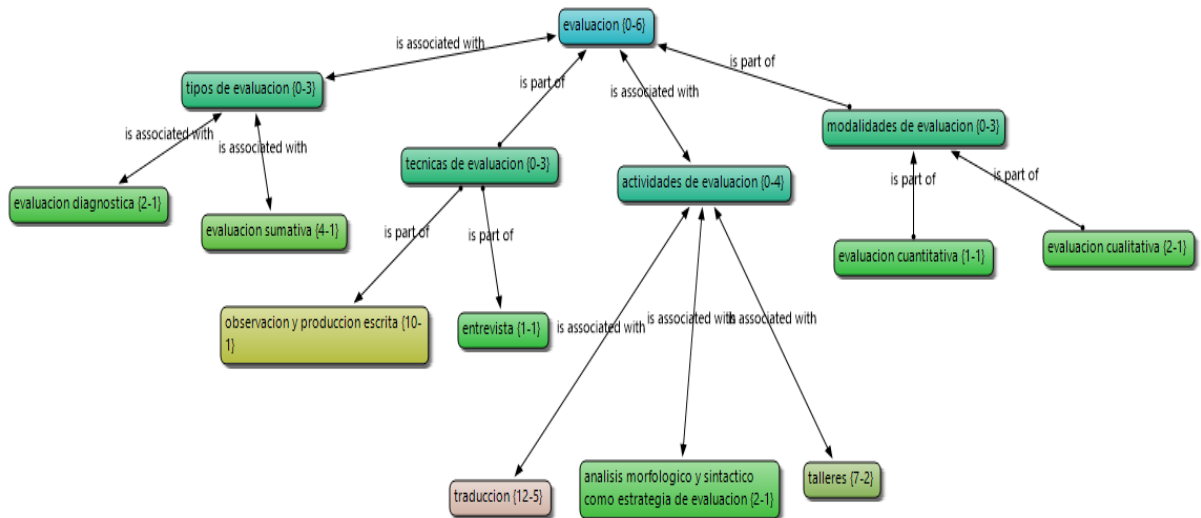 evaluacion {0-6}
is associated with
is part of
is associated with
is part of
tipos de evaluacion {0-3}
modalidades de evaluacion {0-3}
is associated with
is associated with
tecnicas de evaluacion {0-3}
actividades de evaluacion {0-4}
is part of
is part of
evaluacion diagnostica {2-1}
evaluacion sumativa {4-1}
is part of
is part of
evaluacion cuantitativa {1-1}
evaluacion cualitativa {2-1}
observacion y produccion escrita {10-
1}
entrevista {1-1}
is associated with
is associated with
is associated with
traduccion {12-5}
analisis morfologico y sintactico
como estrategia de evaluacion {2-1}
talleres {7-2}